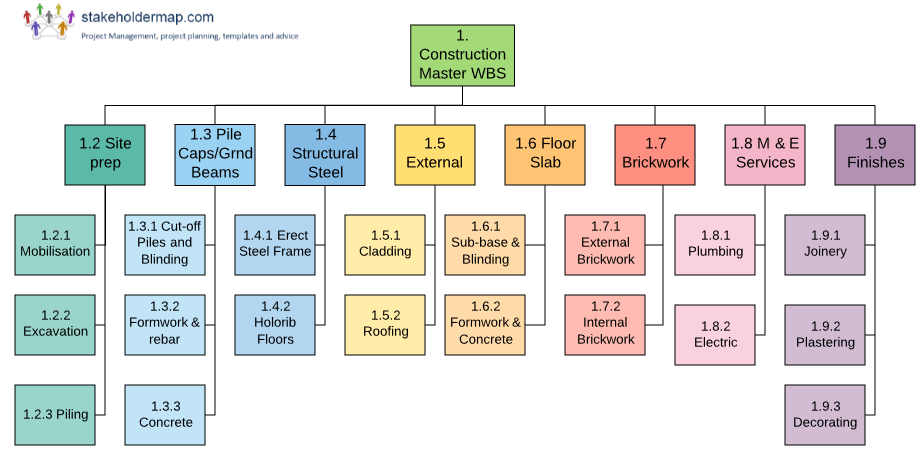 stakeholdermap.com
Project Management, project planning, templates and advice
1.
Construction
Master WBS
1.2 Site
prep
1.3 Pile
Caps/Grnd
Beams
1.4
Structural
Steel
1.5
External
1.6 Floor
Slab
1.7
Brickwork
1.8 M & E
Services
1.9
Finishes
1.2.1
Mobilisation
1.3.1 Cut-off
Piles and
Blinding
1.4.1 Erect
Steel Frame
1.5.1
Cladding
1.6.1
Sub-base &
Blinding
1.7.1
External
Brickwork
1.8.1
Plumbing
1.9.1
Joinery
1.2.2
Excavation
1.3.2
Formwork &
rebar
1.4.2
Holorib
Floors
1.5.2
Roofing
1.6.2
Formwork &
Concrete
1.7.2
Internal
Brickwork
1.8.2
Electric
1.9.2
Plastering
1.2.3 Piling
1.3.3
Concrete
1.9.3
Decorating